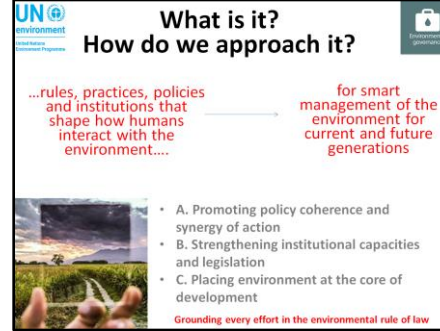 UN
environment
United Nations
Environment Programme
What is it?
How do we approach it?
Environmental
governance
...rules, practices, policies
and institutions that
shape how humans
interact with the
environment....
for smart
management of the
environment for
current and future
generations
• A. Promoting policy coherence and
synergy of action
• B. Strengthening institutional capacities
and legislation
• C. Placing environment at the core of
development
Grounding every effort in the environmental rule of law